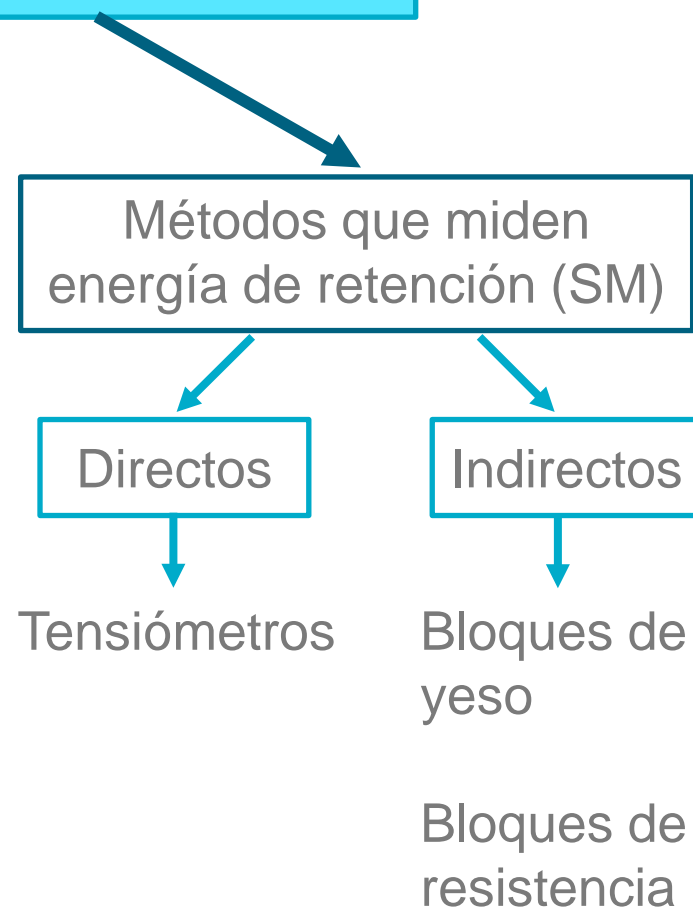 Métodos que miden
energía de retención (SM)
Directos
Indirectos
Tensiómetros
Bloques de
yeso
Bloques de
resistencia